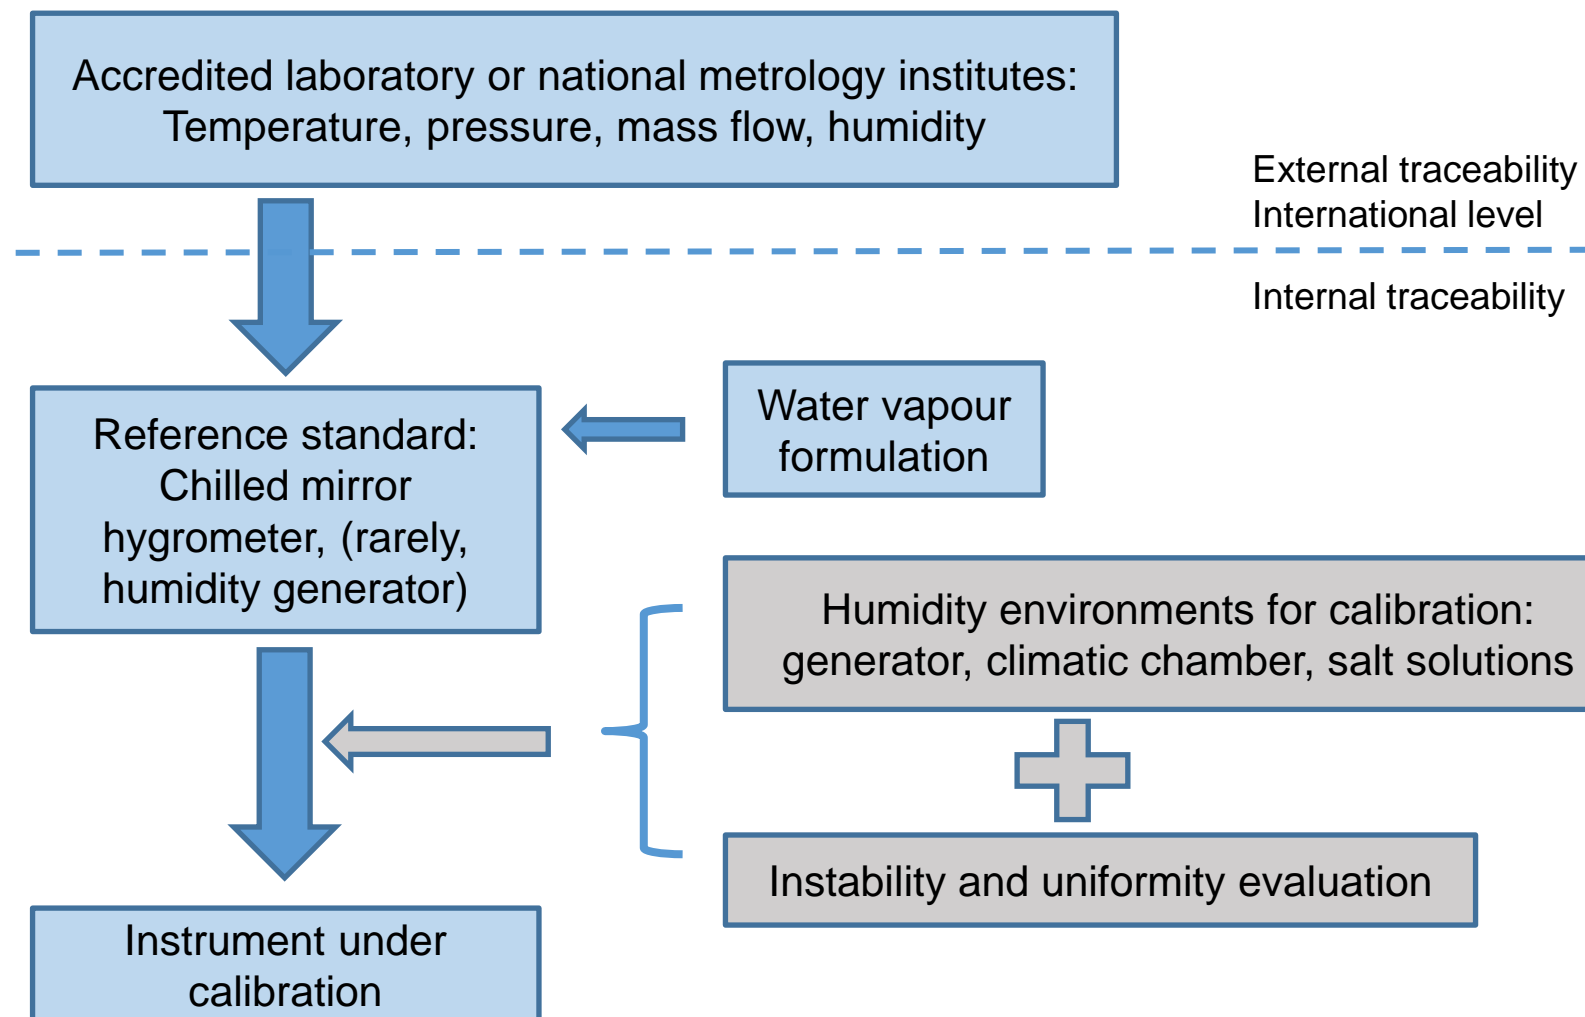 Accredited laboratory or national metrology institutes:
Temperature, pressure, mass flow, humidity
External traceability
International level
Internal traceability
Reference standard:
Chilled mirror
hygrometer, (rarely,
humidity generator)
Water vapour
formulation
Humidity environments for calibration:
generator, climatic chamber, salt solutions
Instability and uniformity evaluation
Instrument under
calibration